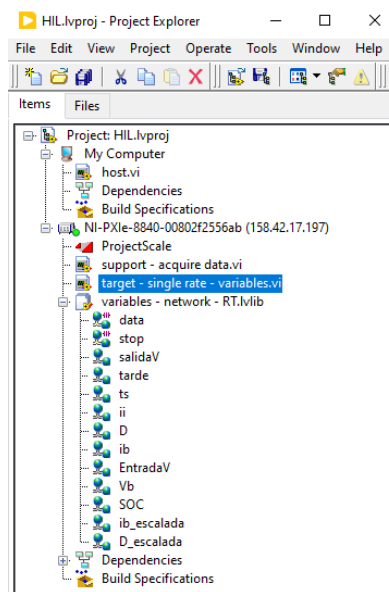 HIL.lvproj - Project Explorer
File Edit View Project Operate Tools Window Help
Items Files
Project: HIL.lvproj
My Computer
host.vi
Dependencies
Build Specifications
NI-PXIe-8840-00802f2556ab (158.42.17.197)
ProjectScale
support - acquire data.vi
target - single rate - variables.vi
variables - network - RT.lvlib
data
stop
salidaV
tarde
ts
ii
D
ib
EntradaV
Vb
SOC
ib_escalada
D_escalada
Dependencies
Build Specifications